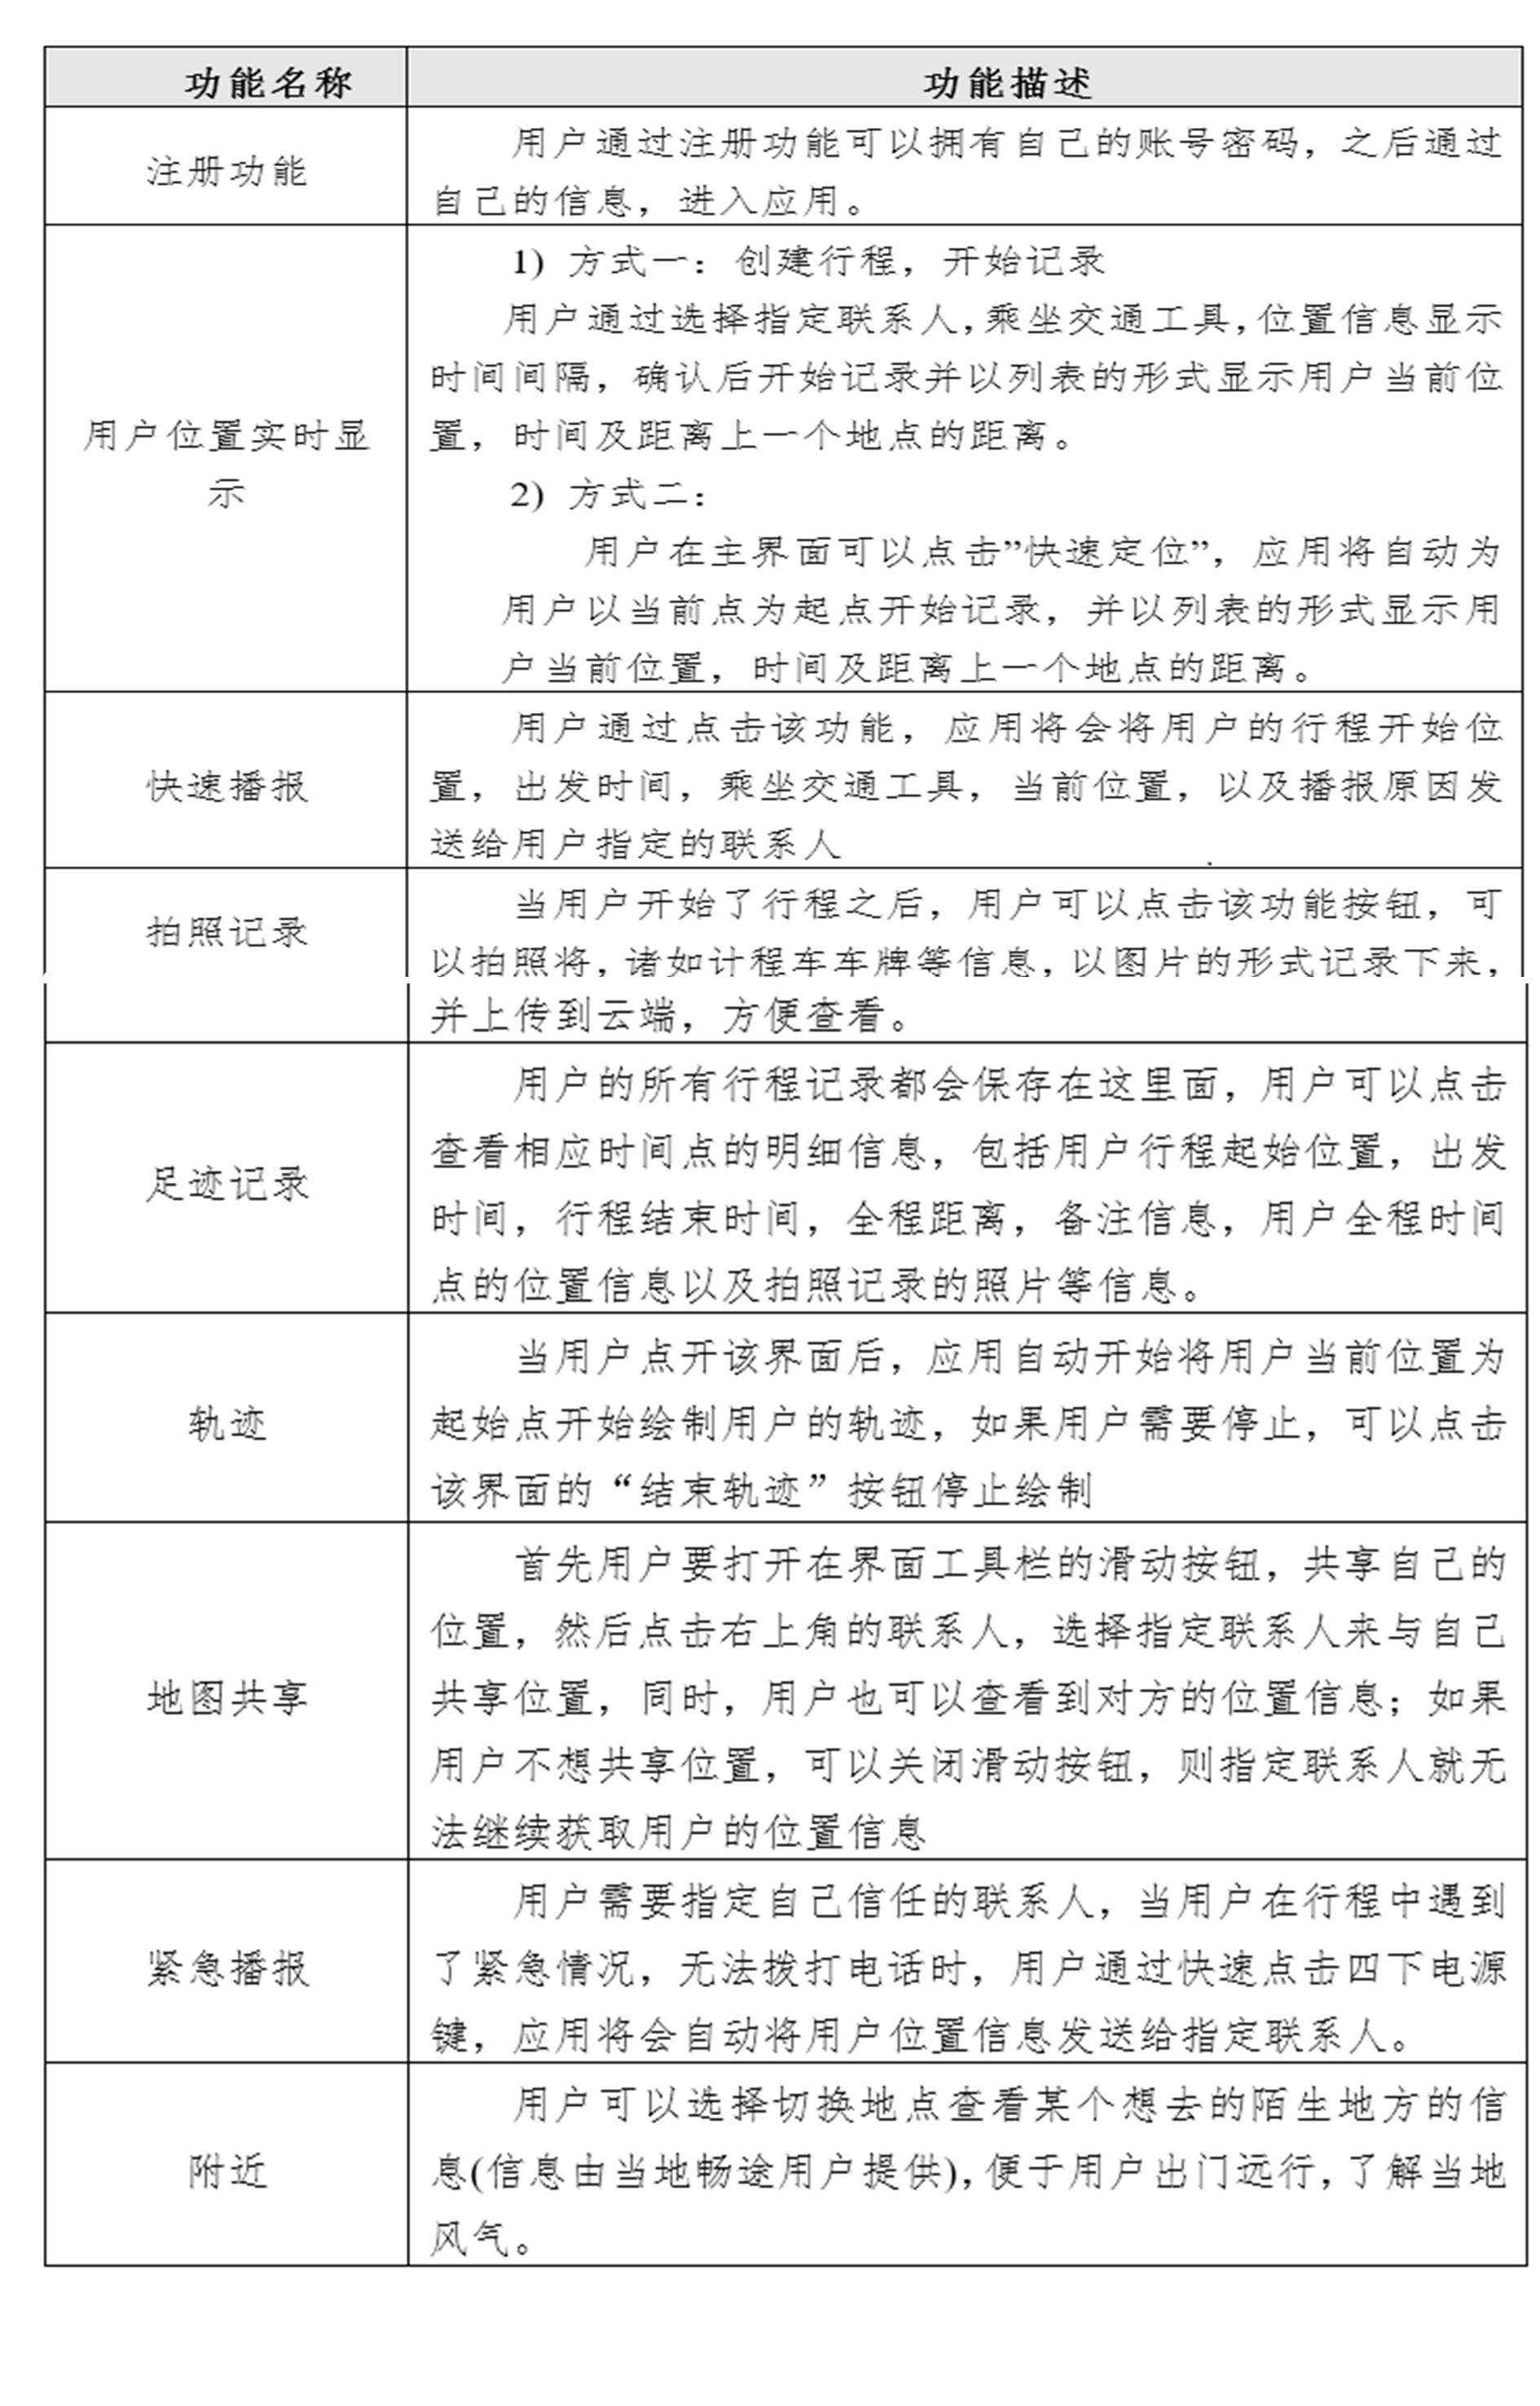 功能名称
功能描述
注册功能
用户通过注册功能可以拥有自己的账号密码，之后通过
自己的信息，进入应用。
用户位置实时显
示
1) 方式一：创建行程，开始记录
用户通过选择指定联系人,乘坐交通工具,位置信息显示
时间间隔，确认后开始记录并以列表的形式显示用户当前位
置，时间及距离上一个地点的距离。
2) 方式二：
用户在主界面可以点击”快速定位”，应用将自动为
用户以当前点为起点开始记录，并以列表的形式显示用
户当前位置，时间及距离上一个地点的距离。
快速播报
用户通过点击该功能，应用将会将用户的行程开始位
置，出发时间，乘坐交通工具，当前位置，以及播报原因发
送给用户指定的联系人
拍照记录
当用户开始了行程之后，用户可以点击该功能按钮，可
以拍照将，诸如计程车车牌等信息，以图片的形式记录下来，
并上传到云端，方便查看。
足迹记录
用户的所有行程记录都会保存在这里面，用户可以点击
查看相应时间点的明细信息，包括用户行程起始位置，出发
时间，行程结束时间，全程距离，备注信息，用户全程时间
点的位置信息以及拍照记录的照片等信息。
轨迹
当用户点开该界面后，应用自动开始将用户当前位置为
起始点开始绘制用户的轨迹，如果用户需要停止，可以点击
该界面的“结束轨迹”按钮停止绘制
地图共享
首先用户要打开在界面工具栏的滑动按钮，共享自己的
位置，然后点击右上角的联系人，选择指定联系人来与自己
共享位置，同时，用户也可以查看到对方的位置信息；如果
用户不想共享位置，可以关闭滑动按钮，则指定联系人就无
法继续获取用户的位置信息
紧急播报
用户需要指定自己信任的联系人，当用户在行程中遇到
了紧急情况，无法拨打电话时，用户通过快速点击四下电源
键，应用将会自动将用户位置信息发送给指定联系人。
附近
用户可以选择切换地点查看某个想去的陌生地方的信
息(信息由当地畅途用户提供),便于用户出门远行,了解当地
风气。